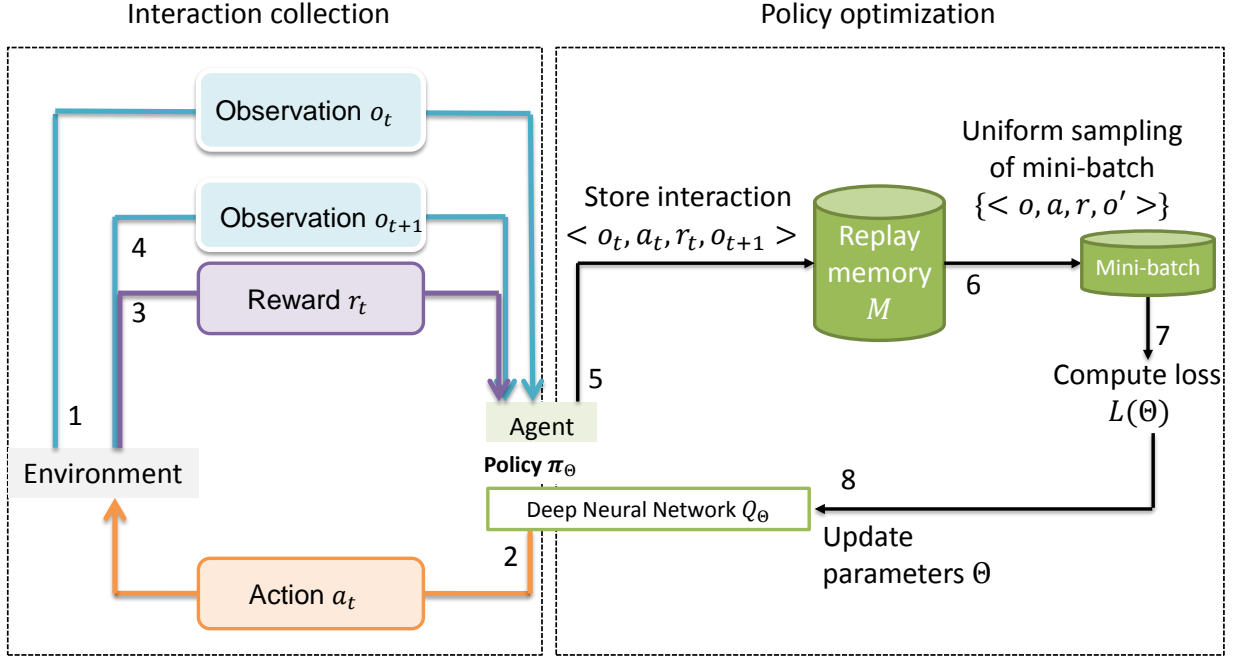 Interaction collection
Policy optimization
Observation $o_t$
Observation $o_{t+1}$
4
Reward $r_t$
3
1
Environment
Agent
Policy $\boldsymbol{\pi}_\Theta$
Deep Neural Network $Q_\Theta$
2
Action $a_t$
5
Store interaction
$< o_t, a_t, r_t, o_{t+1} >$
Replay
memory
$M$
Uniform sampling
of mini-batch
$\{< o, a, r, o' >\}$
6
Mini-batch
7
Compute loss
$L(\Theta)$
8
Update
parameters $\Theta$